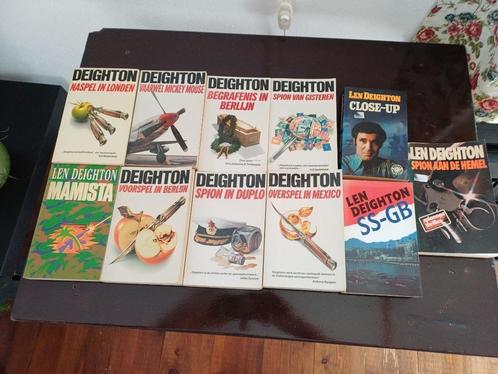 DEIGHTON
NASPEL IN LONDEN
DEIGHTON
VAARWEL MICKEY MOUSE
DEIGHTON
BEGRAFENIS IN
BERLIJN
DEIGHTON
SPION VAN GISTEREN
LEN DEIGHTON
CLOSE-UP
LEN DEIGHTON
SPION AAN DE HEMEL
LEN DEIGHTON
MAMISTA
DEIGHTON
VOORSPEL IN BERLIJN
DEIGHTON
SPION IN DUPLO
DEIGHTON
OVERSPEL IN MEXICO
LEN
DEIGHTON
SS-GB